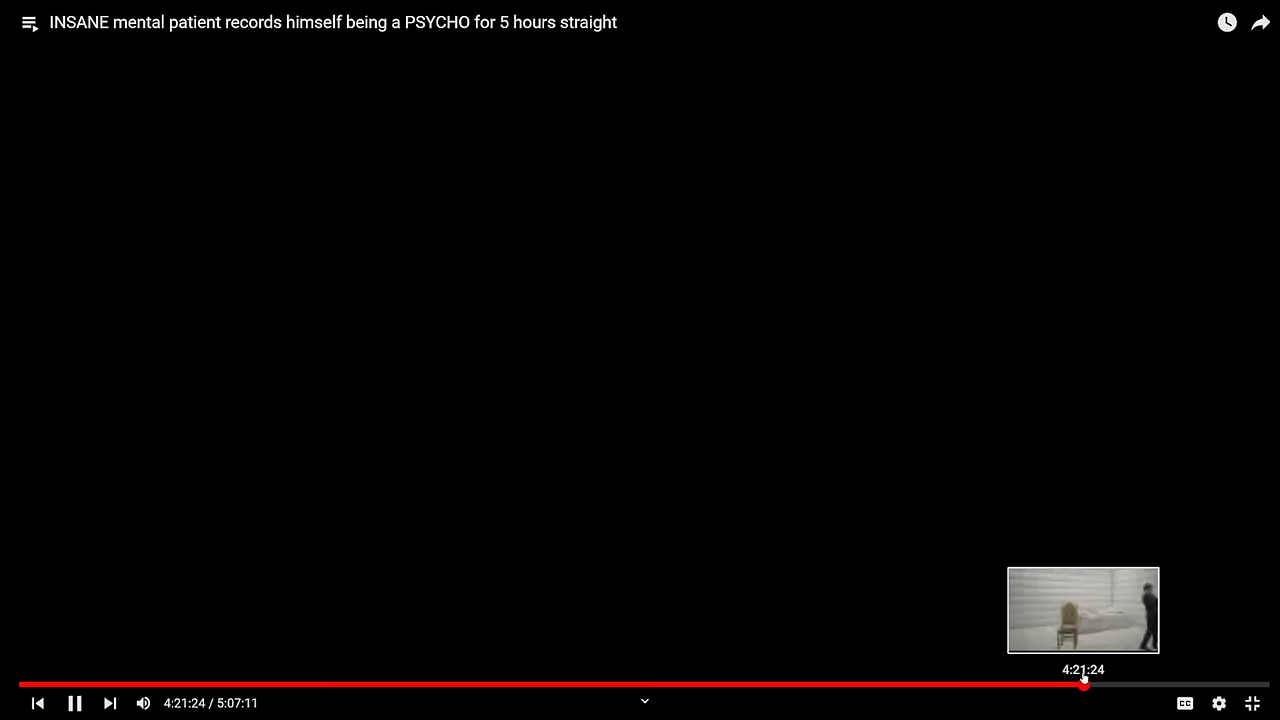 INSANE mental patient records himself being a PSYCHO for 5 hours straight
4:21:24
4:21:24 / 5:07:11
CC